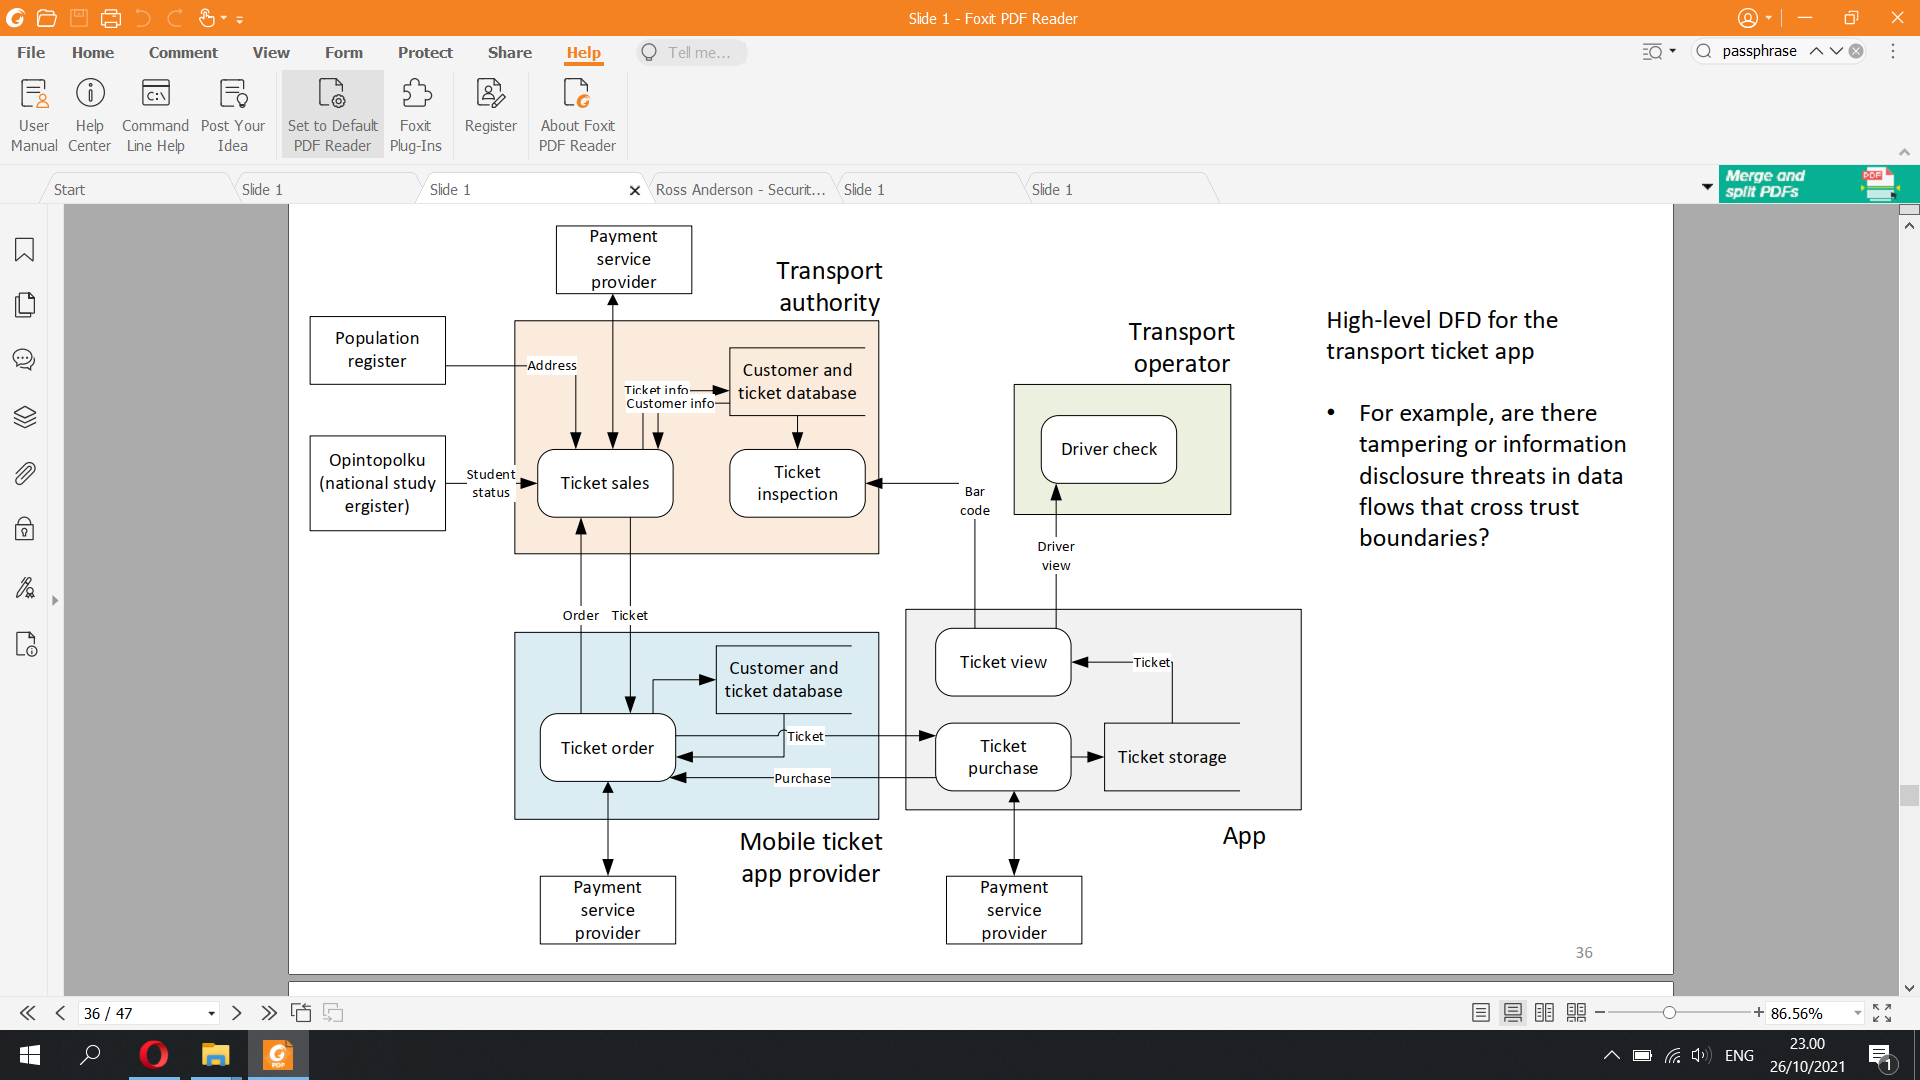 Slide 1 - Foxit PDF Reader
File Home Comment View Form Protect Share Help Tell me... passphrase
User Manual
Help Center
Command Line Help
Post Your Idea
Set to Default PDF Reader
Foxit Plug-Ins
Register
About Foxit PDF Reader
Start
Slide 1
Slide 1
Ross Anderson - Securit...
Slide 1
Slide 1
Merge and
split PDFs
PDF
Payment
service
provider
Transport
authority
Population
register
Address
Ticket info
Customer info
Customer and
ticket database
Transport
operator
High-level DFD for the
transport ticket app
• For example, are there
tampering or information
disclosure threats in data
flows that cross trust
boundaries?
Opintopolku
(national study
ergister)
Student
status
Ticket sales
Ticket
inspection
Bar
code
Driver check
Driver
view
Order
Ticket
Customer and
ticket database
Ticket order
Ticket
Purchase
Ticket view
Ticket
Ticket
purchase
Ticket storage
Mobile ticket
app provider
App
Payment
service
provider
Payment
service
provider
36
36 / 47
86.56%
C:\
PDF
ENG
23.00
26/10/2021
1